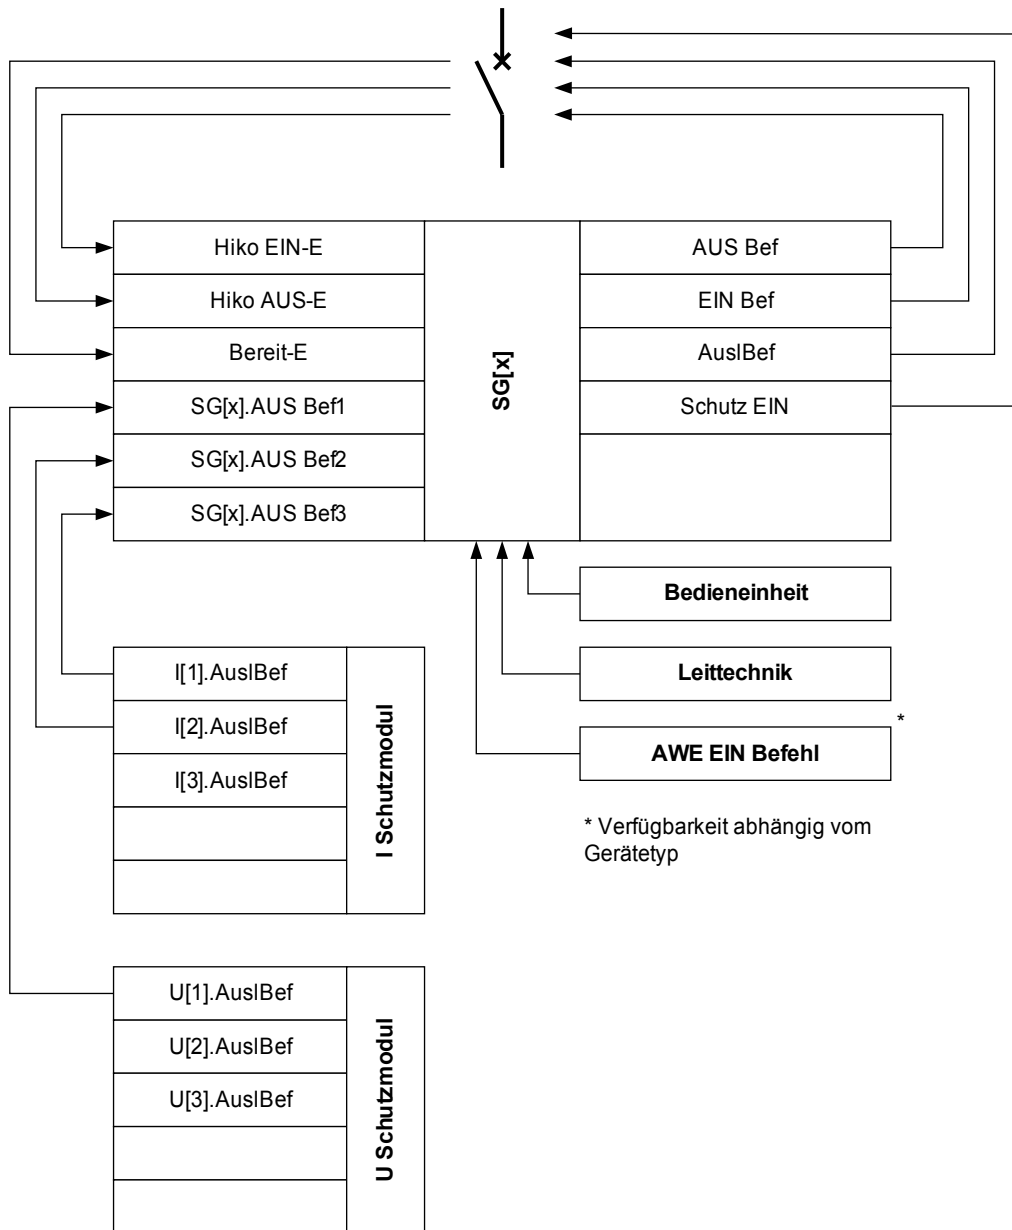 Hiko EIN-E
Hiko AUS-E
Bereit-E
SG[x].AUS Bef1
SG[x].AUS Bef2
SG[x].AUS Bef3
SG[x]
AUS Bef
EIN Bef
AuslBef
Schutz EIN
Bedieneinheit
Leittechnik
AWE EIN Befehl
*
* Verfügbarkeit abhängig vom
Gerätetyp
I[1].AuslBef
I[2].AuslBef
I[3].AuslBef
I Schutzmodul
U[1].AuslBef
U[2].AuslBef
U[3].AuslBef
U Schutzmodul